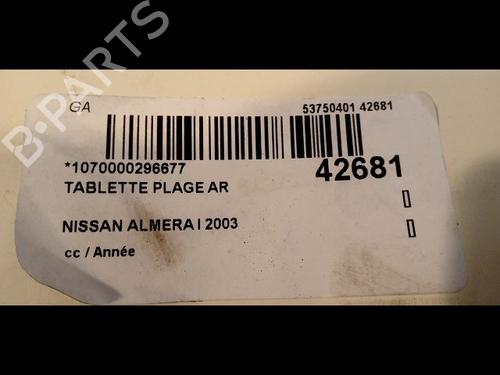 GA
53750401 42681
*1070000296677
42681
TABLETTE PLAGE AR
NISSAN ALMERA I 2003
cc / Année
B-PARTS